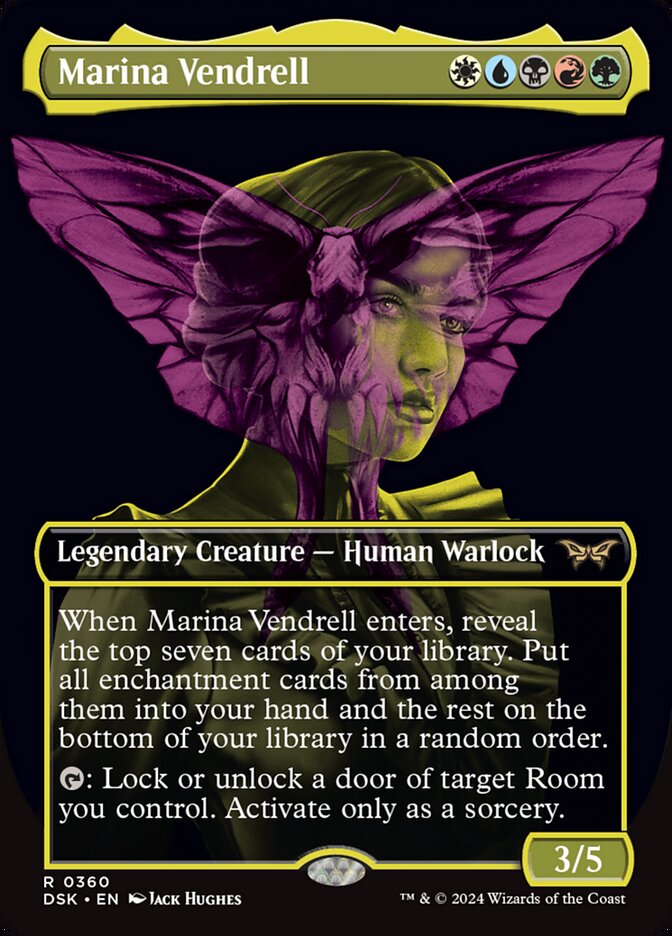 Marina Vendrell
Legendary Creature — Human Warlock
When Marina Vendrell enters, reveal
the top seven cards of your library. Put
all enchantment cards from among
them into your hand and the rest on the
bottom of your library in a random order.
: Lock or unlock a door of target Room
you control. Activate only as a sorcery.
3/5
R 0360
DSK • EN Jack Hughes
™ & © 2024 Wizards of the Coast